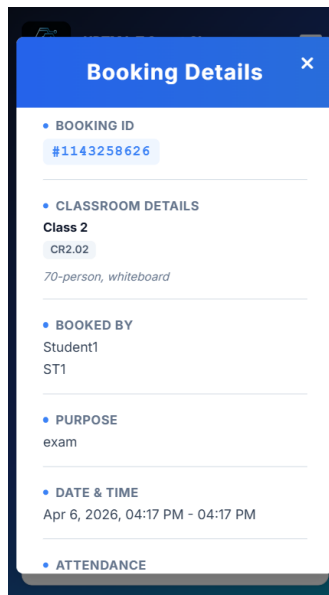 Booking Details
×
BOOKING ID
#1143258626
CLASSROOM DETAILS
Class 2
CR2.02
70-person, whiteboard
BOOKED BY
Student1
ST1
PURPOSE
exam
DATE & TIME
Apr 6, 2026, 04:17 PM - 04:17 PM
ATTENDANCE